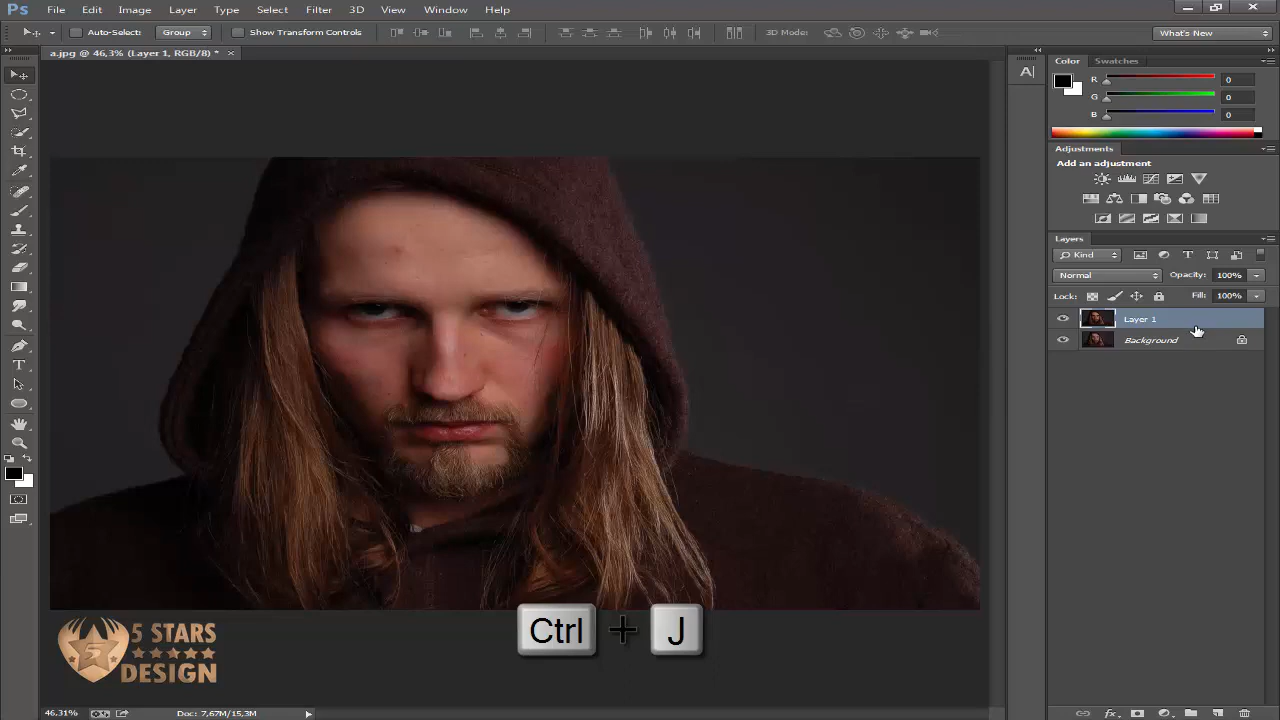 Ps File Edit Image Layer Type Select Filter 3D View Window Help
Auto-Select: Group Show Transform Controls 3D Mode: What's New
a.jpg @ 46,3% (Layer 1, RGB/8) * ×
A|
Color Swatches
R 0
G 0
B 0
Adjustments
Add an adjustment
Layers
Kind
Normal Opacity: 100%
Lock: Fill: 100%
Layer 1
Background
Ctrl + J
5 STARS
DESIGN
46,31% Doc: 7,67M/15,3M